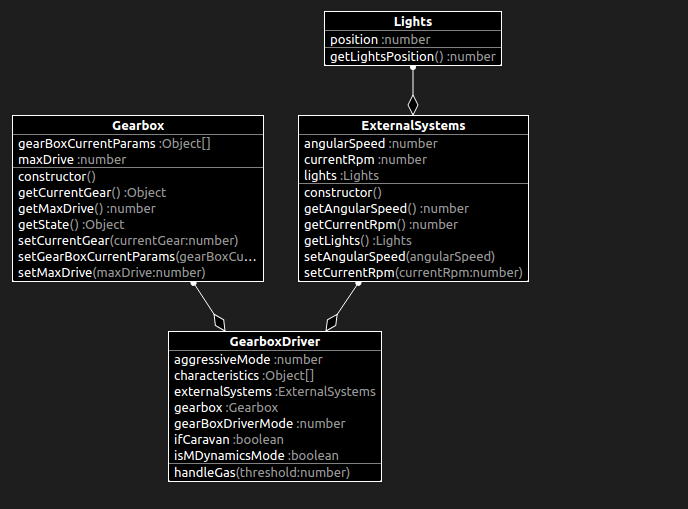 Lights
position :number
getLightsPosition() :number
Gearbox
gearBoxCurrentParams :Object[]
maxDrive :number
constructor()
getCurrentGear() :Object
getMaxDrive() :number
getState() :Object
setCurrentGear(currentGear:number)
setGearBoxCurrentParams(gearBoxCu...
setMaxDrive(maxDrive:number)
ExternalSystems
angularSpeed :number
currentRpm :number
lights :Lights
constructor()
getAngularSpeed() :number
getCurrentRpm() :number
getLights() :Lights
setAngularSpeed(angularSpeed)
setCurrentRpm(currentRpm:number)
GearboxDriver
aggressiveMode :number
characteristics :Object[]
externalSystems :ExternalSystems
gearbox :Gearbox
gearBoxDriverMode :number
ifCaravan :boolean
isMDynamicsMode :boolean
handleGas(threshold:number)